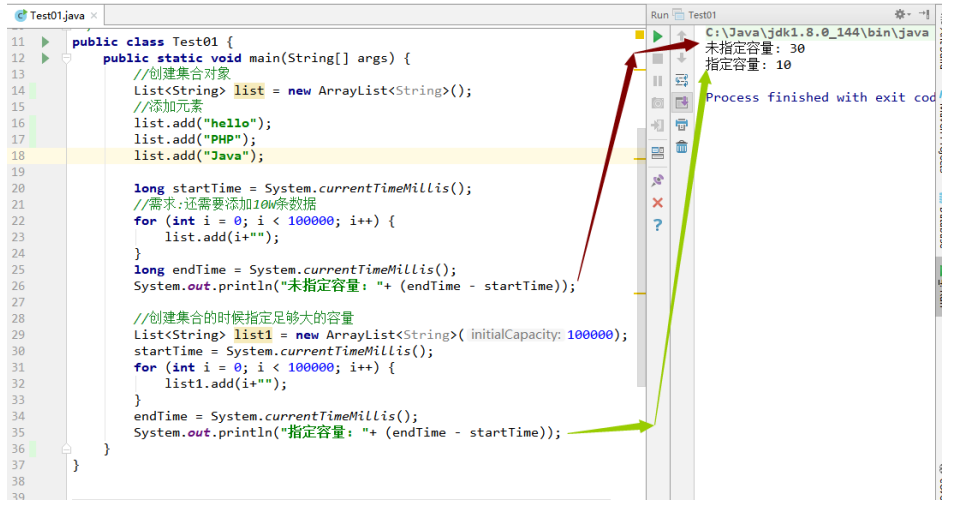 Test01.java ×
Run Test01
11 public class Test01 {
12 public static void main(String[] args) {
13 //创建集合对象
14 List<String> list = new ArrayList<String>();
15 //添加元素
16 list.add("hello");
17 list.add("PHP");
18 list.add("Java");
19
20 long startTime = System.currentTimeMillis();
21 //需求:还需要添加10W条数据
22 for (int i = 0; i < 100000; i++) {
23 list.add(i+"");
24 }
25 long endTime = System.currentTimeMillis();
26 System.out.println("未指定容量: "+ (endTime - startTime));
27
28 //创建集合的时候指定足够大的容量
29 List<String> list1 = new ArrayList<String>( initialCapacity: 100000);
30 startTime = System.currentTimeMillis();
31 for (int i = 0; i < 100000; i++) {
32 list1.add(i+"");
33 }
34 endTime = System.currentTimeMillis();
35 System.out.println("指定容量: "+ (endTime - startTime));
36 }
37 }
38
39
C:\Java\jdk1.8.0_144\bin\java
未指定容量: 30
指定容量: 10
Process finished with exit cod